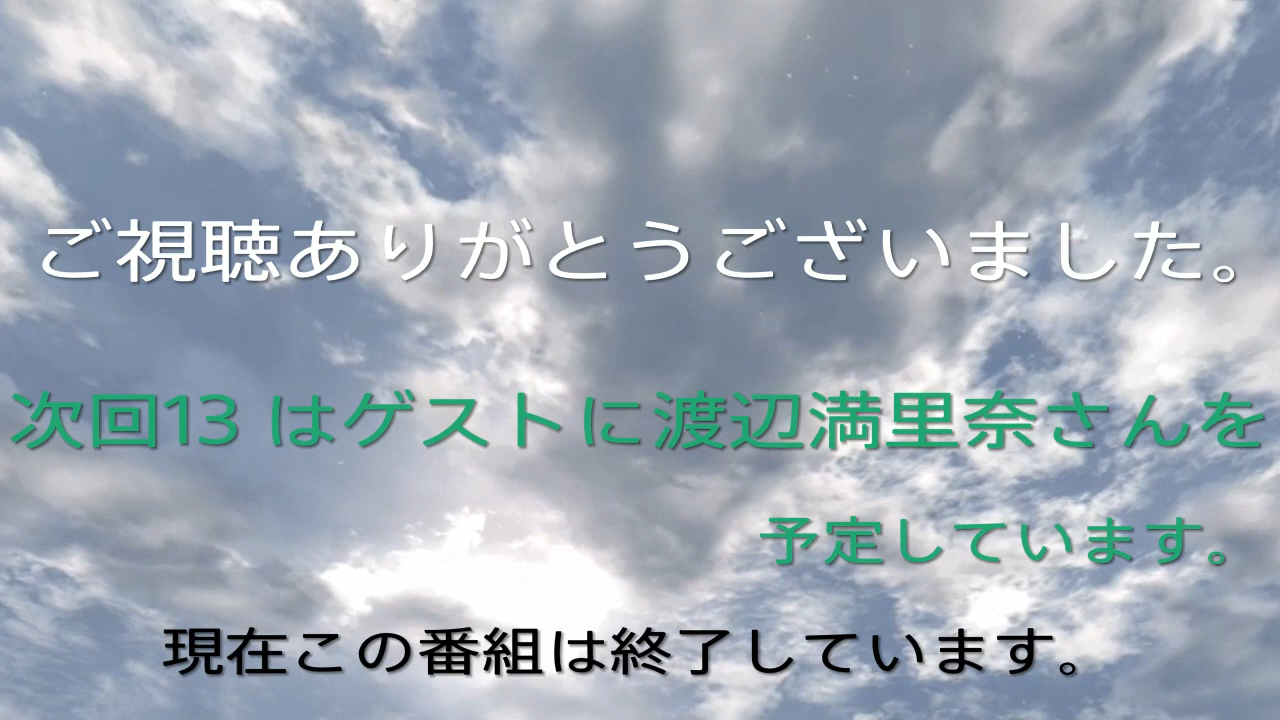 ご視聴ありがとうございました。
次回13 はゲストに渡辺満里奈さんを
予定しています。
現在この番組は終了しています。